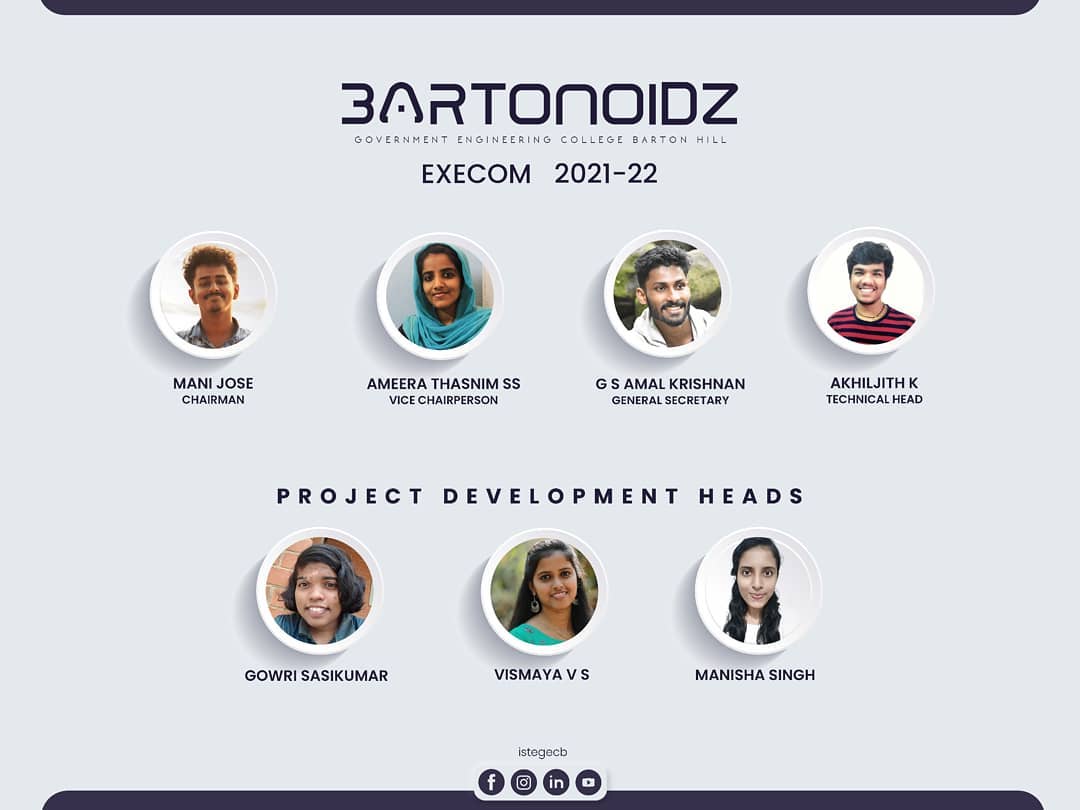 BARTONOIDZ
GOVERNMENT ENGINEERING COLLEGE BARTON HILL
EXECOM 2021-22
MANI JOSE
CHAIRMAN
AMEERA THASNIM SS
VICE CHAIRPERSON
G S AMAL KRISHNAN
GENERAL SECRETARY
AKHILJITH K
TECHNICAL HEAD
PROJECT DEVELOPMENT HEADS
GOWRI SASIKUMAR
VISMAYA V S
MANISHA SINGH
istegecb